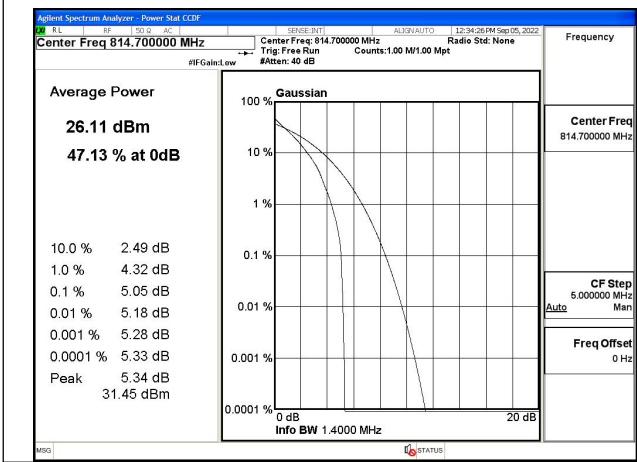 Agilent Spectrum Analyzer - Power Stat CCDF
RL RF 50 Ω AC SENSE:INT ALIGN AUTO 12:34:26 PM Sep 05, 2022
Center Freq 814.700000 MHz
Center Freq: 814.700000 MHz Radio Std: None
Trig: Free Run Counts:1.00 M/1.00 Mpt
#IFGain:Low #Atten: 40 dB
Frequency
Average Power
26.11 dBm
47.13 % at 0dB
10.0 % 2.49 dB
1.0 % 4.32 dB
0.1 % 5.05 dB
0.01 % 5.18 dB
0.001 % 5.28 dB
0.0001 % 5.33 dB
Peak 5.34 dB
31.45 dBm
Gaussian
100 %
10 %
1 %
0.1 %
0.01 %
0.001 %
0.0001 %
0 dB 20 dB
Info BW 1.4000 MHz
Center Freq
814.700000 MHz
CF Step
5.000000 MHz
Auto Man
Freq Offset
0 Hz
MSG STATUS